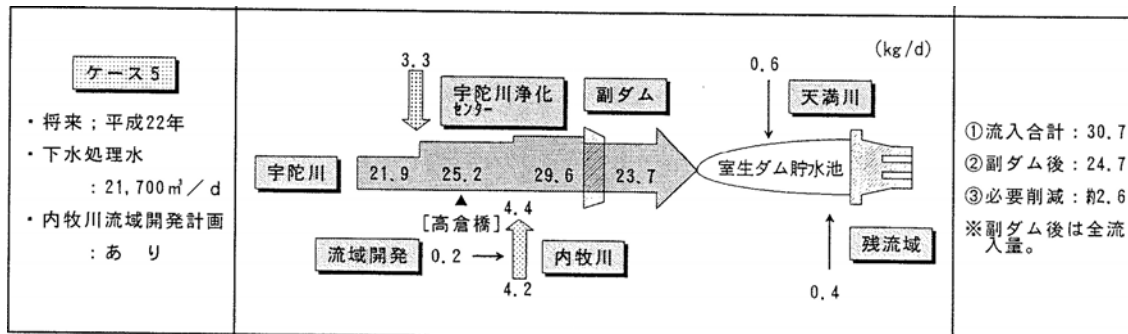 ケース5
・将来；平成22年
・下水処理水
：21,700㎥／d
・内牧川流域開発計画
：あ り
(kg/d)
3.3
0.6
宇陀川浄化
センター
副ダム
天満川
宇陀川
21.9
25.2
29.6
23.7
室生ダム貯水池
▲
4.4
[高倉橋]
流域開発
0.2
内牧川
残流域
4.2
0.4
①流入合計：30.7
②副ダム後：24.7
③必要削減：約2.6
※副ダム後は全流
入量。